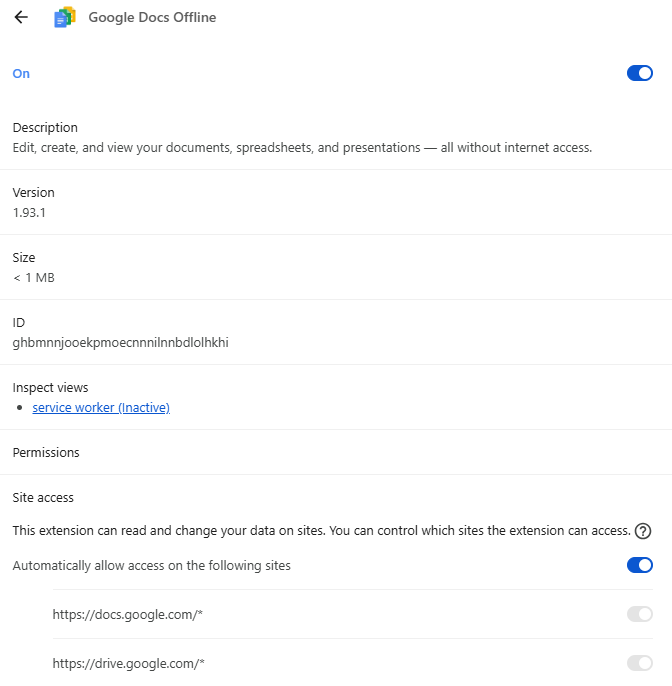 Google Docs Offline
On
Description
Edit, create, and view your documents, spreadsheets, and presentations — all without internet access.
Version
1.93.1
Size
< 1 MB
ID
ghbmnnjooekpmoecnnnilnnbdlolhkhi
Inspect views
service worker (Inactive)
Permissions
Site access
This extension can read and change your data on sites. You can control which sites the extension can access.
Automatically allow access on the following sites
https://docs.google.com/*
https://drive.google.com/*